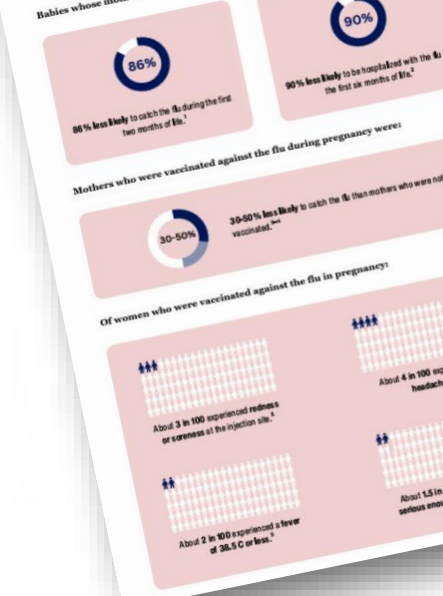 Babies whose
86%
86% less likely to catch the flu during the first
two months of life.1
90%
90% less likely to be hospitalized with the flu
the first six months of life.2
Mothers who were vaccinated against the flu during pregnancy were:
30-50%
30-50% less likely to catch the flu than mothers who were not
vaccinated.
Of women who were vaccinated against the flu in pregnancy:
About 3 in 100 experienced redness
or soreness at the injection site.5
About 4 in 100
About 2 in 100 experienced a fever
of 38.5 C or less.5
About 1.5 in
serious